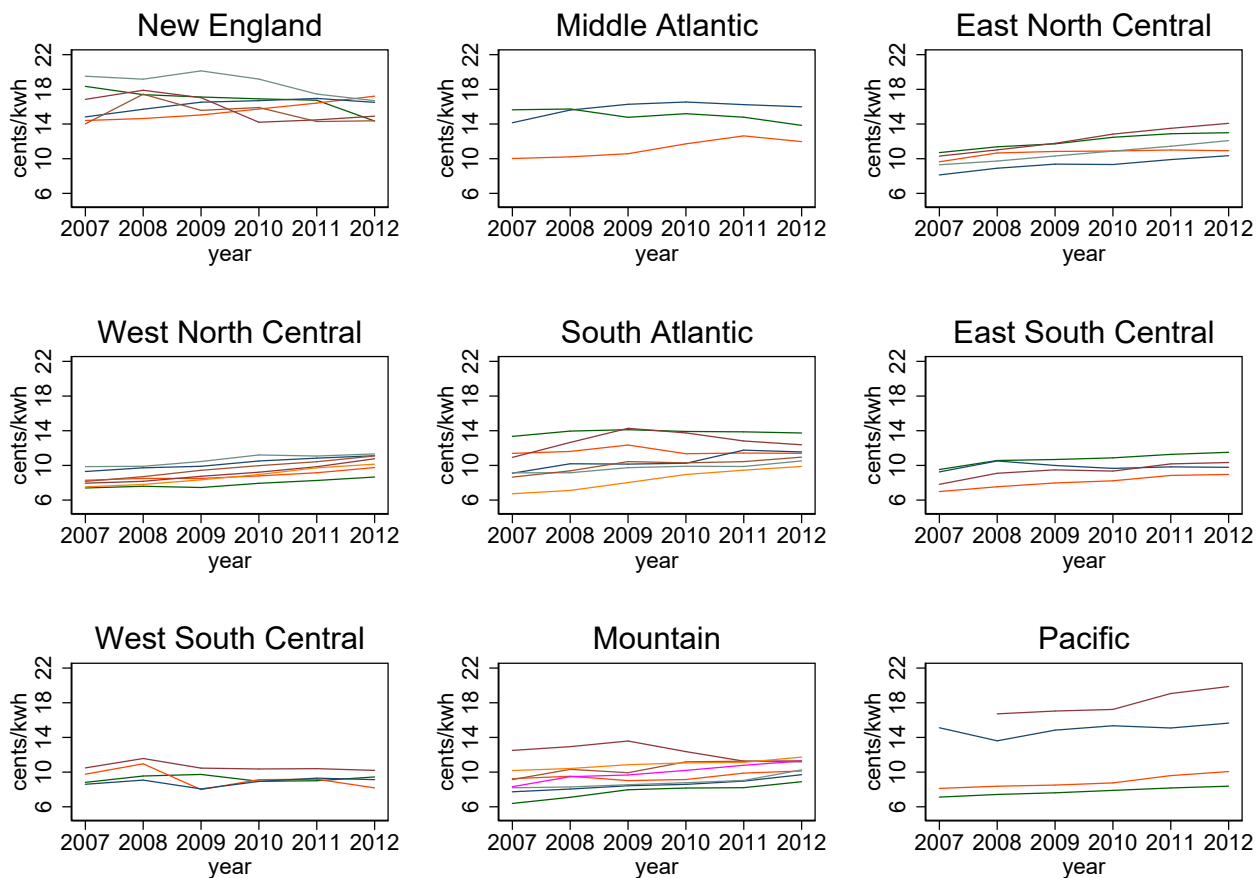 New England
Middle Atlantic
East North Central
cents/kwh
6 10 14 18 22
2007 2008 2009 2010 2011 2012
year
cents/kwh
6 10 14 18 22
2007 2008 2009 2010 2011 2012
year
cents/kwh
6 10 14 18 22
2007 2008 2009 2010 2011 2012
year
West North Central
South Atlantic
East South Central
cents/kwh
6 10 14 18 22
2007 2008 2009 2010 2011 2012
year
cents/kwh
6 10 14 18 22
2007 2008 2009 2010 2011 2012
year
cents/kwh
6 10 14 18 22
2007 2008 2009 2010 2011 2012
year
West South Central
Mountain
Pacific
cents/kwh
6 10 14 18 22
2007 2008 2009 2010 2011 2012
year
cents/kwh
6 10 14 18 22
2007 2008 2009 2010 2011 2012
year
cents/kwh
6 10 14 18 22
2007 2008 2009 2010 2011 2012
year